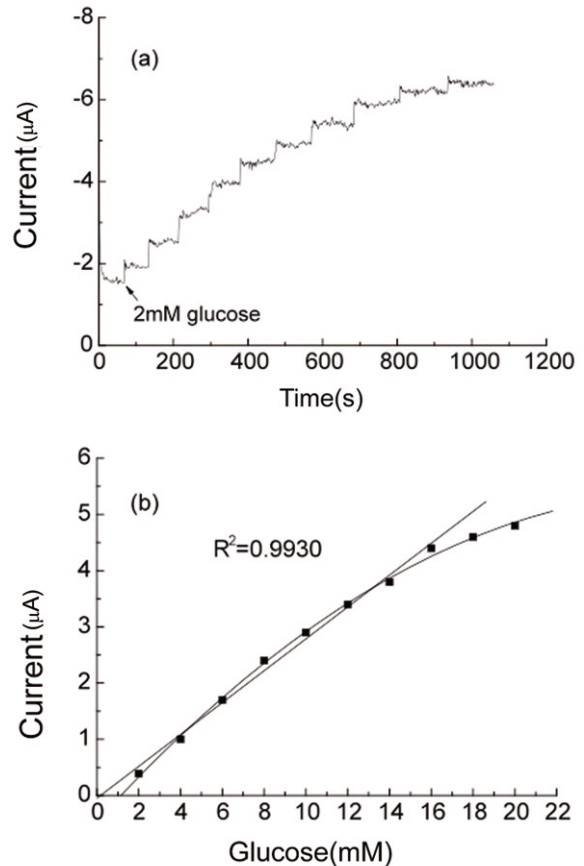 -8
(a)
-6
-4
-2
0
Current(μA)
2mM glucose
0 200 400 600 800 1000 1200
Time(s)
6
(b)
5
R²=0.9930
4
3
2
1
0
Current(μA)
0 2 4 6 8 10 12 14 16 18 20 22
Glucose(mM)